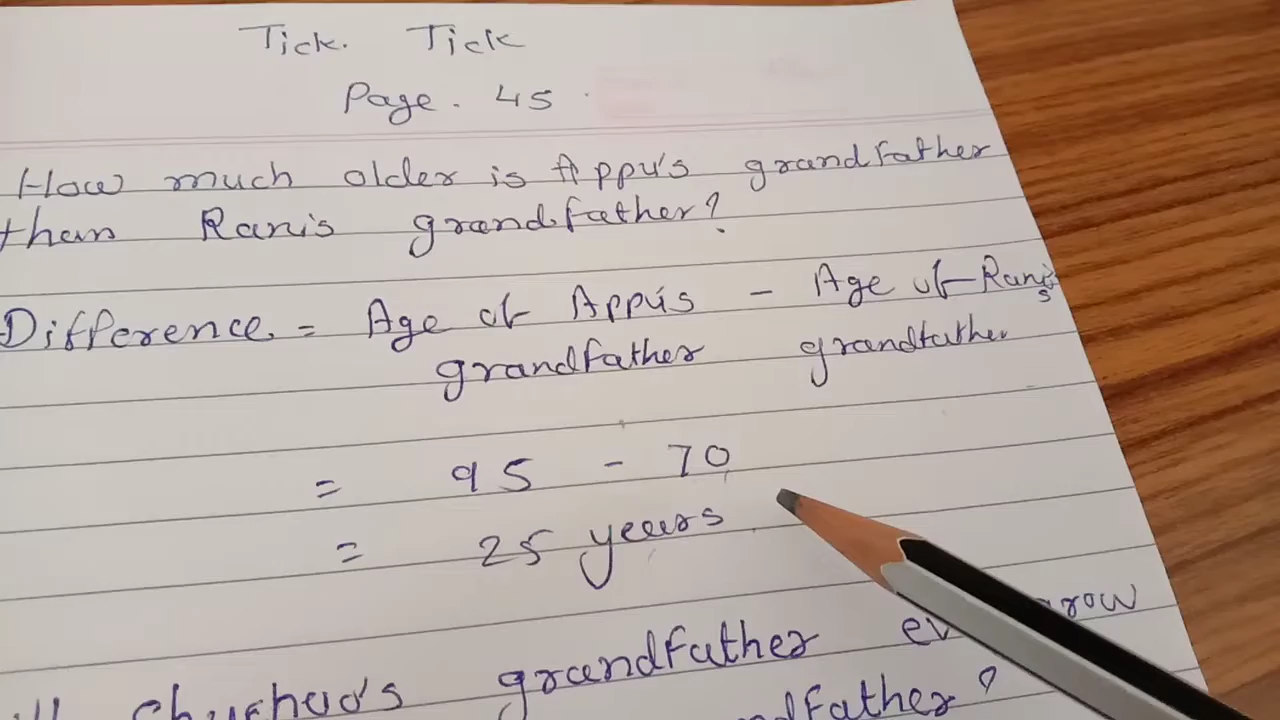 Tick. Tick
Page. 45
How much older is Appu's grandfather
than Rani's grandfather?
Difference = Age of Appu's - Age of Rani's
grandfather grandfather
= 95 - 70
= 25 years
grandfather
grandfather?